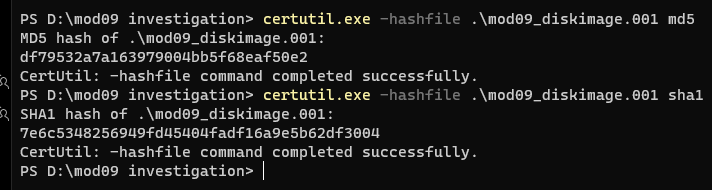 PS D:\mod09 investigation> certutil.exe -hashfile .\mod09_diskimage.001 md5
MD5 hash of .\mod09_diskimage.001:
df79532a7a163979004bb5f68eaf50e2
CertUtil: -hashfile command completed successfully.
PS D:\mod09 investigation> certutil.exe -hashfile .\mod09_diskimage.001 sha1
SHA1 hash of .\mod09_diskimage.001:
7e6c5348256949fd45404fadf16a9e5b62df3004
CertUtil: -hashfile command completed successfully.
PS D:\mod09 investigation>